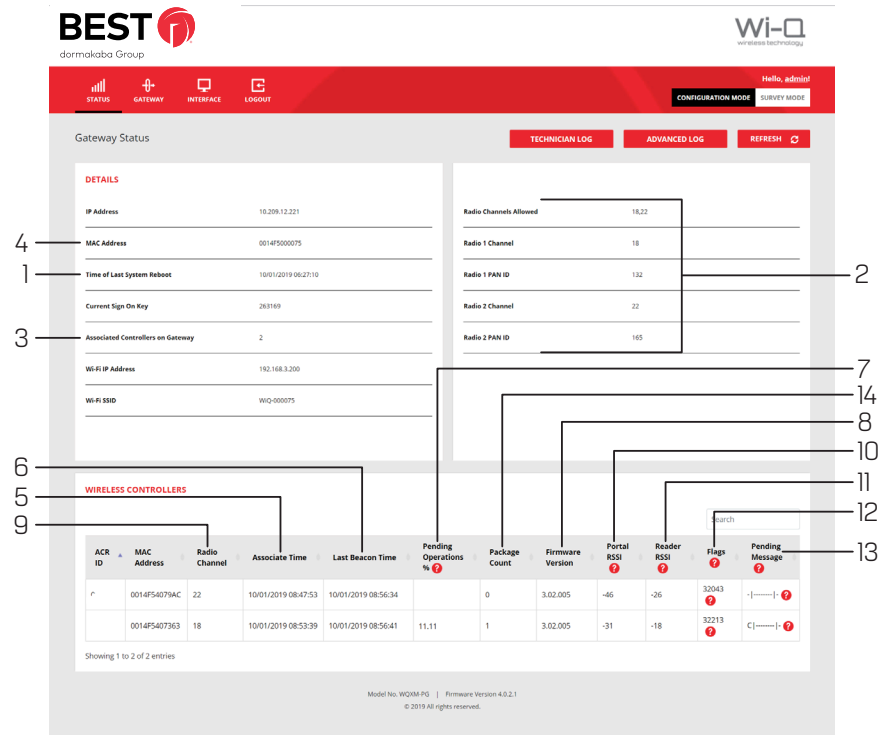 BEST
dormakaba Group
Wi-Q
wireless technology
Hello, admin!
STATUS GATEWAY INTERFACE LOGOUT
CONFIGURATION MODE SURVEY MODE
Gateway Status
TECHNICIAN LOG ADVANCED LOG REFRESH
DETAILS
IP Address 10.209.12.221 Radio Channels Allowed 18,22
4 MAC Address 0014F5000075 Radio 1 Channel 18
1 Time of Last System Reboot 10/01/2019 06:27:10 Radio 1 PAN ID 132 2
Current Sign On Key 263169 Radio 2 Channel 22
3 Associated Controllers on Gateway 2 Radio 2 PAN ID 165
Wi-Fi IP Address 192.168.3.200 7
14
Wi-Fi SSID WiQ-000075
8
10
6
WIRELESS CONTROLLERS 11
5
Search 12
9
ACR ID MAC Address Radio Channel Associate Time Last Beacon Time Pending Operations % ? Package Count Firmware Version Portal RSSI ? Reader RSSI ? Flags ? Pending Message ? 13
0014F54079AC 22 10/01/2019 08:47:53 10/01/2019 08:56:34 0 3.02.005 -46 -26 32043 ? -|--------|- ?
0014F5407363 18 10/01/2019 08:53:39 10/01/2019 08:56:41 11.11 1 3.02.005 -31 -18 32213 ? C|--------|- ?
Showing 1 to 2 of 2 entries
Model No. WQXM-PG | Firmware Version 4.0.2.1
© 2019 All rights reserved.